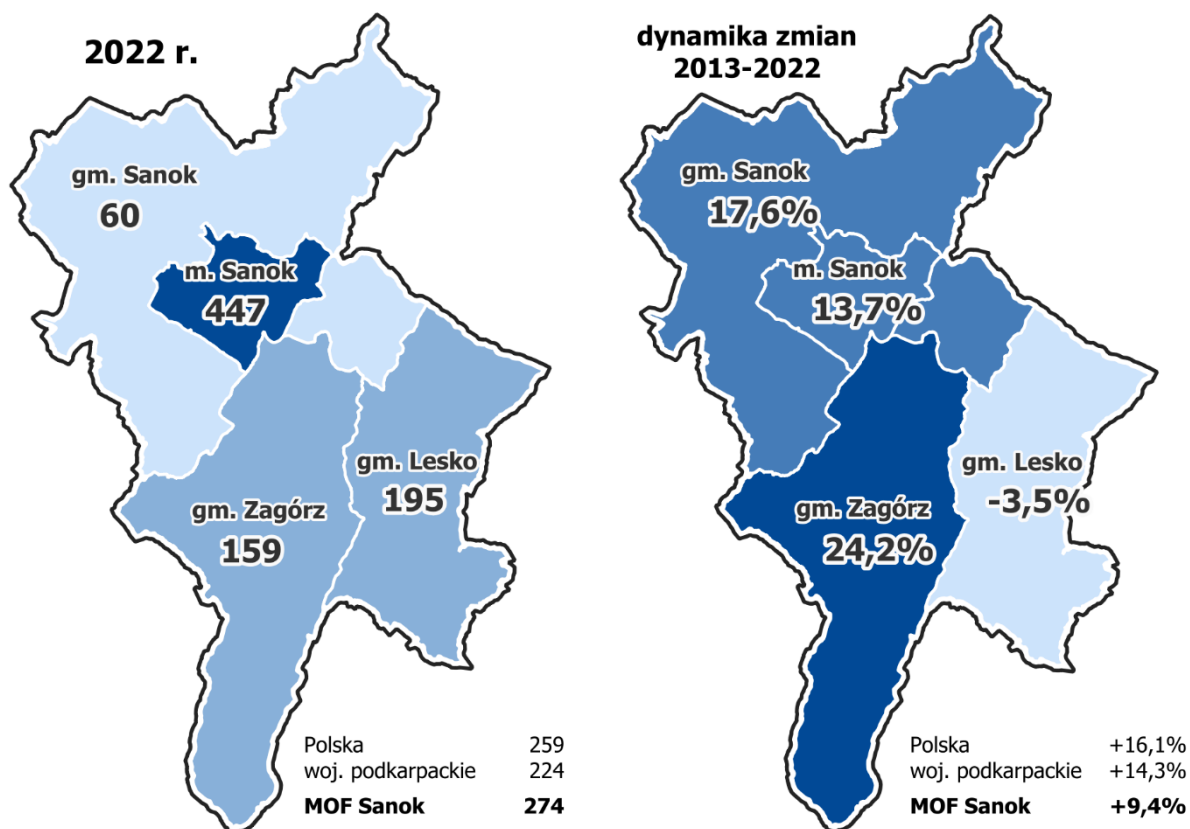 2022 r.
gm. Sanok
60
m. Sanok
447
gm. Lesko
195
gm. Zagórz
159
Polska 259
woj. podkarpackie 224
MOF Sanok 274
dynamika zmian
2013-2022
gm. Sanok
17,6%
m. Sanok
13,7%
gm. Lesko
-3,5%
gm. Zagórz
24,2%
Polska +16,1%
woj. podkarpackie +14,3%
MOF Sanok +9,4%